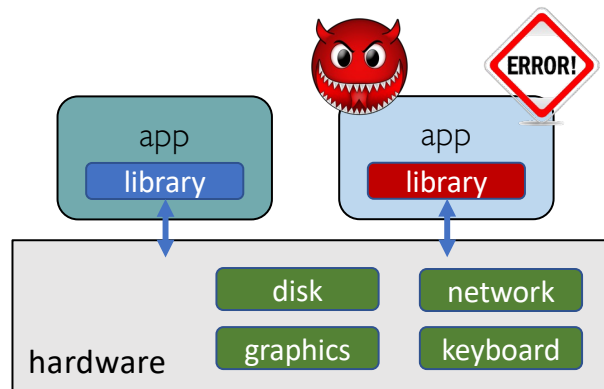 ERROR!
app
app
library
library
disk
network
graphics
keyboard
hardware